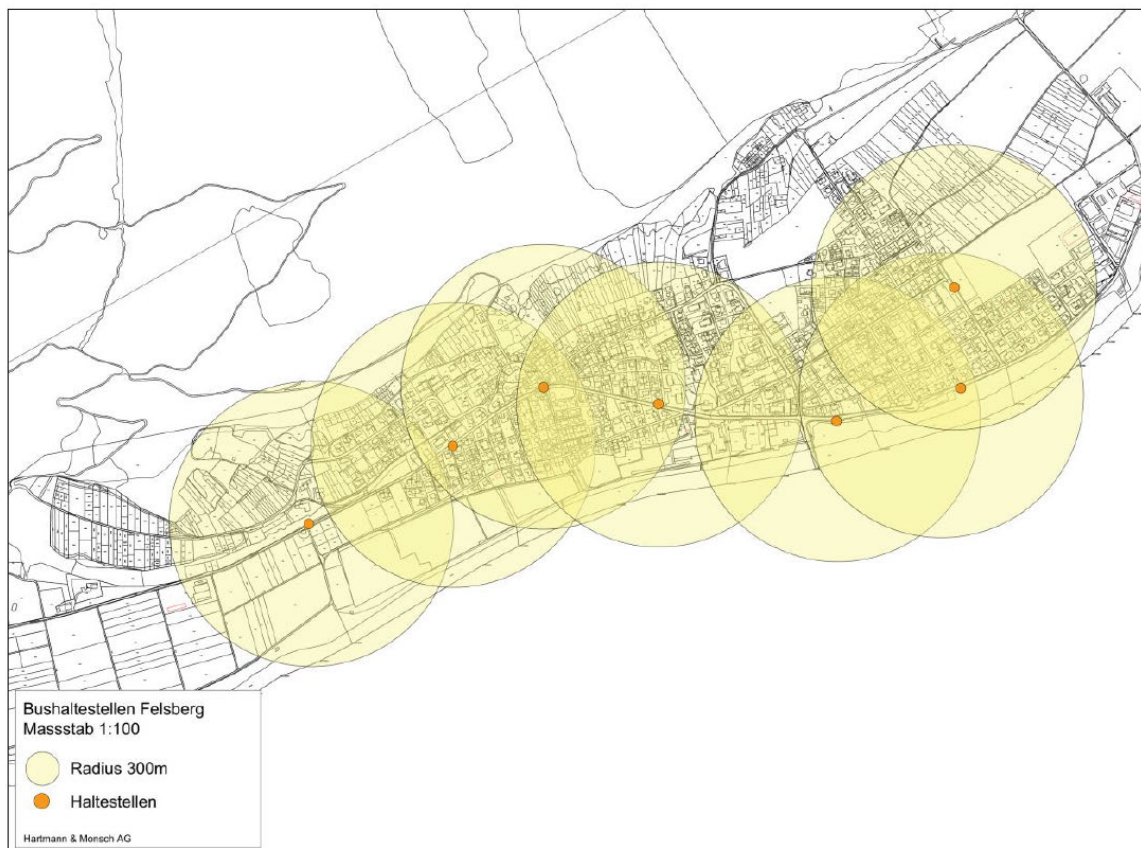 Bushaltestellen Felsberg
Massstab 1:100
Radius 300m
Haltestellen
Hartmann & Monsch AG